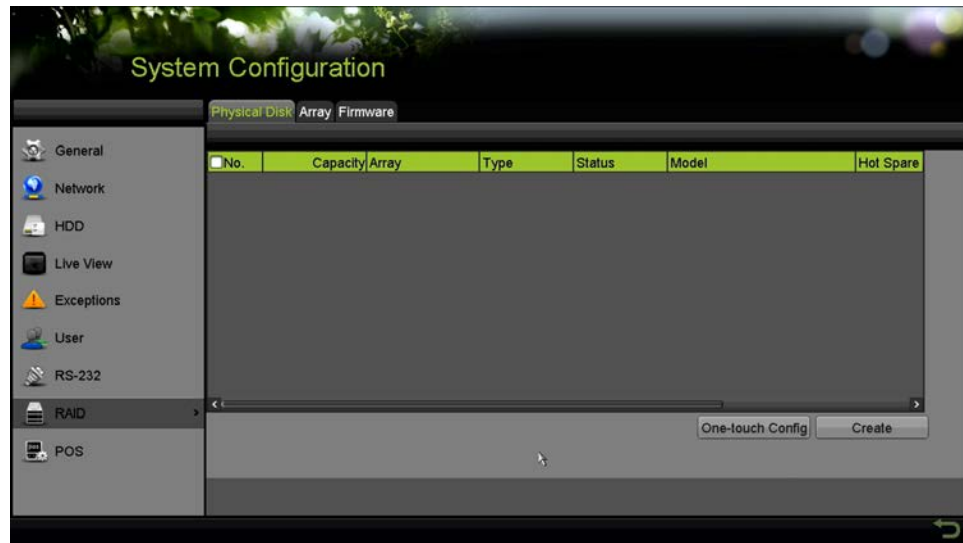 System Configuration
Physical Disk Array Firmware
General
Network
HDD
Live View
Exceptions
User
RS-232
RAID
POS
No. Capacity Array Type Status Model Hot Spare
One-touch Config Create